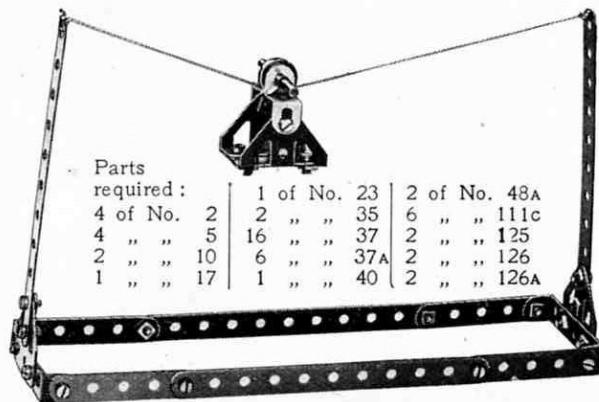 Parts
required :
4 of No. 2
4 „ „ 5
2 „ „ 10
1 „ „ 17
1 of No. 23
2 „ „ 35
16 „ „ 37
6 „ „ 37A
1 „ „ 40
2 of No. 48A
6 „ „ 111c
2 „ „ 125
2 „ „ 126
2 „ „ 126A